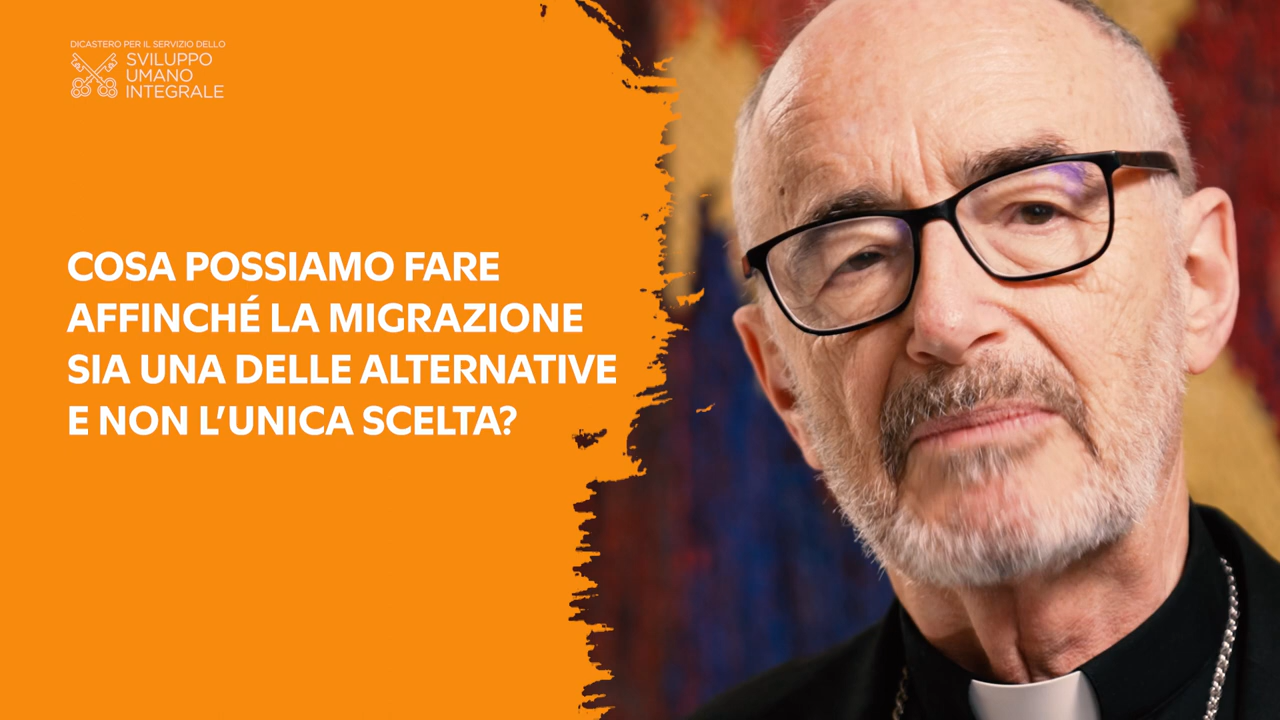 DICASTERO PER IL SERVIZIO DELLO
SVILUPPO
UMANO
INTEGRALE
COSA POSSIAMO FARE
AFFINCHÉ LA MIGRAZIONE
SIA UNA DELLE ALTERNATIVE
E NON L’UNICA SCELTA?